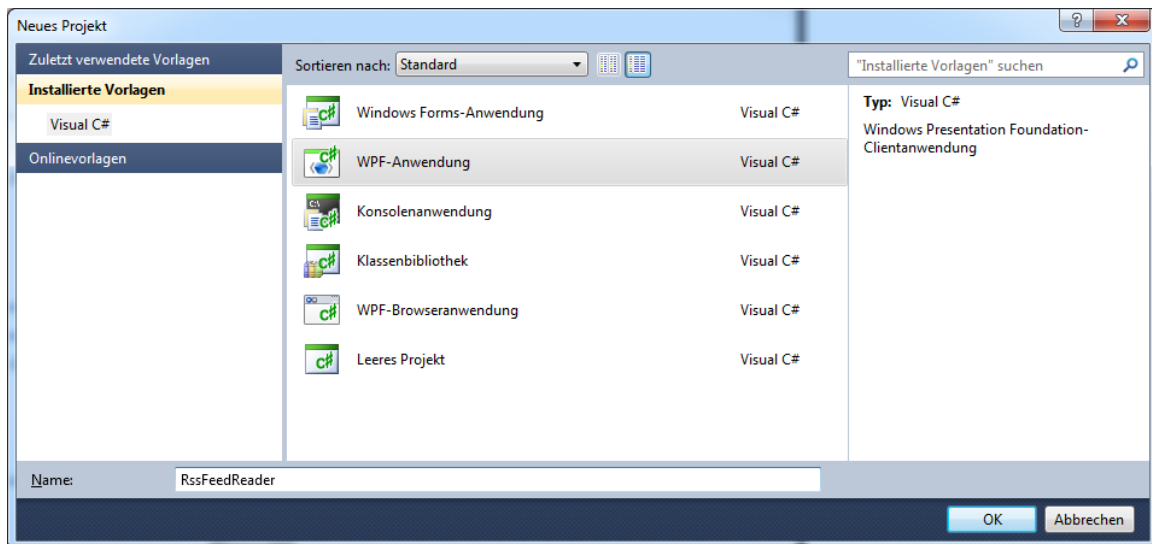 Neues Projekt
Zuletzt verwendete Vorlagen
Installierte Vorlagen
Visual C#
Onlinevorlagen
Sortieren nach: Standard
Windows Forms-Anwendung Visual C#
WPF-Anwendung Visual C#
Konsolenanwendung Visual C#
Klassenbibliothek Visual C#
WPF-Browseranwendung Visual C#
Leeres Projekt Visual C#
"Installierte Vorlagen" suchen
Typ: Visual C#
Windows Presentation Foundation-
Clientanwendung
Name: RssFeedReader
OK Abbrechen